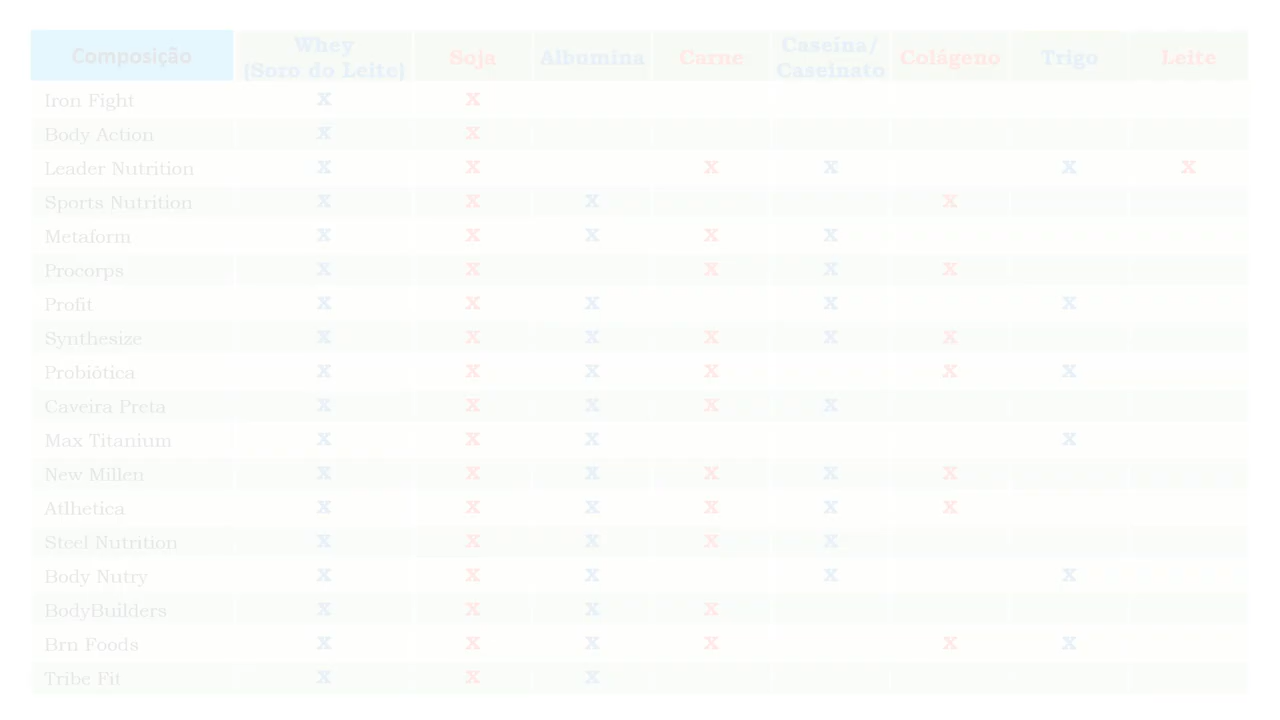 Composição Whey (Soro do Leite) Soja Albumina Carne Caseína/ Caseinato Colágeno Trigo Leite
Iron Fight X X
Body Action X X
Leader Nutrition X X X X X X
Sports Nutrition X X X X
Metaform X X X X X
Procorps X X X X X
Profit X X X X X
Synthesize X X X X X X
Probiótica X X X X X X
Caveira Preta X X X X X
Max Titanium X X X X
New Millen X X X X X X
Atlhetica X X X X X X
Steel Nutrition X X X X X
Body Nutry X X X X X
BodyBuilders X X X X
Brn Foods X X X X X X
Tribe Fit X X X